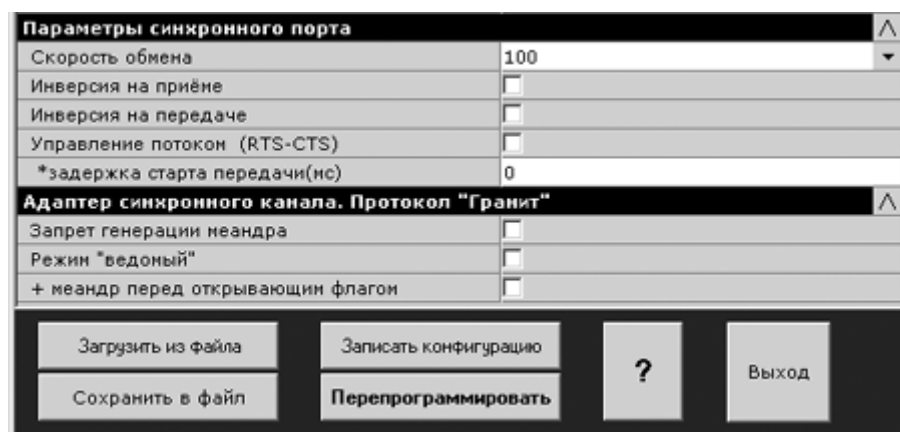 Параметры синхронного порта
Скорость обмена 100
Инверсия на приёме
Инверсия на передаче
Управление потоком (RTS-CTS)
*задержка старта передачи(мс) 0
Адаптер синхронного канала. Протокол "Гранит"
Запрет генерации меандра
Режим "ведомый"
+ меандр перед открывающим флагом
Загрузить из файла Записать конфигурацию ? Выход
Сохранить в файл Перепрограммировать